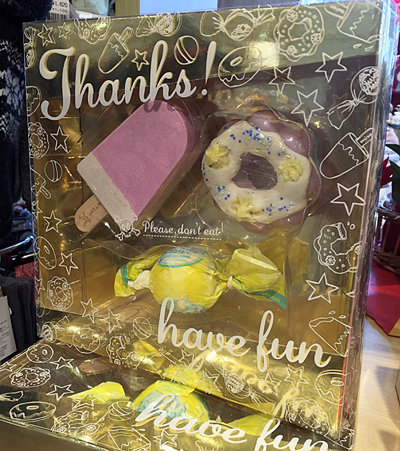 Thanks!
Please, don't eat!
have fun
have fun